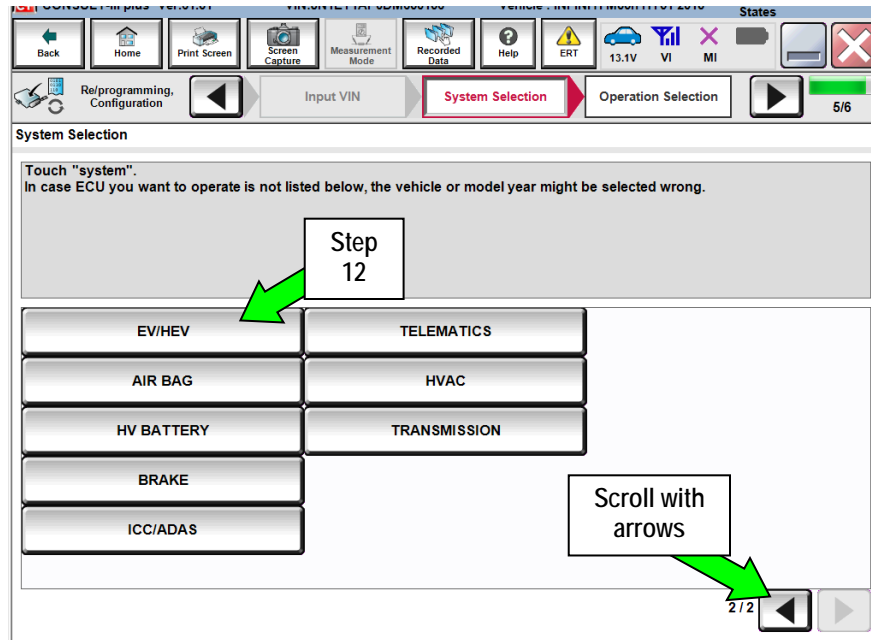 States
Back
Home
Print Screen
Screen
Capture
Measurement
Mode
Recorded
Data
Help
ERT
13.1V
VI
MI
Re/programming,
Configuration
Input VIN
System Selection
Operation Selection
5/6
System Selection
Touch "system".
In case ECU you want to operate is not listed below, the vehicle or model year might be selected wrong.
Step
12
EV/HEV
TELEMATICS
AIR BAG
HVAC
HV BATTERY
TRANSMISSION
BRAKE
ICC/ADAS
Scroll with
arrows
2 / 2